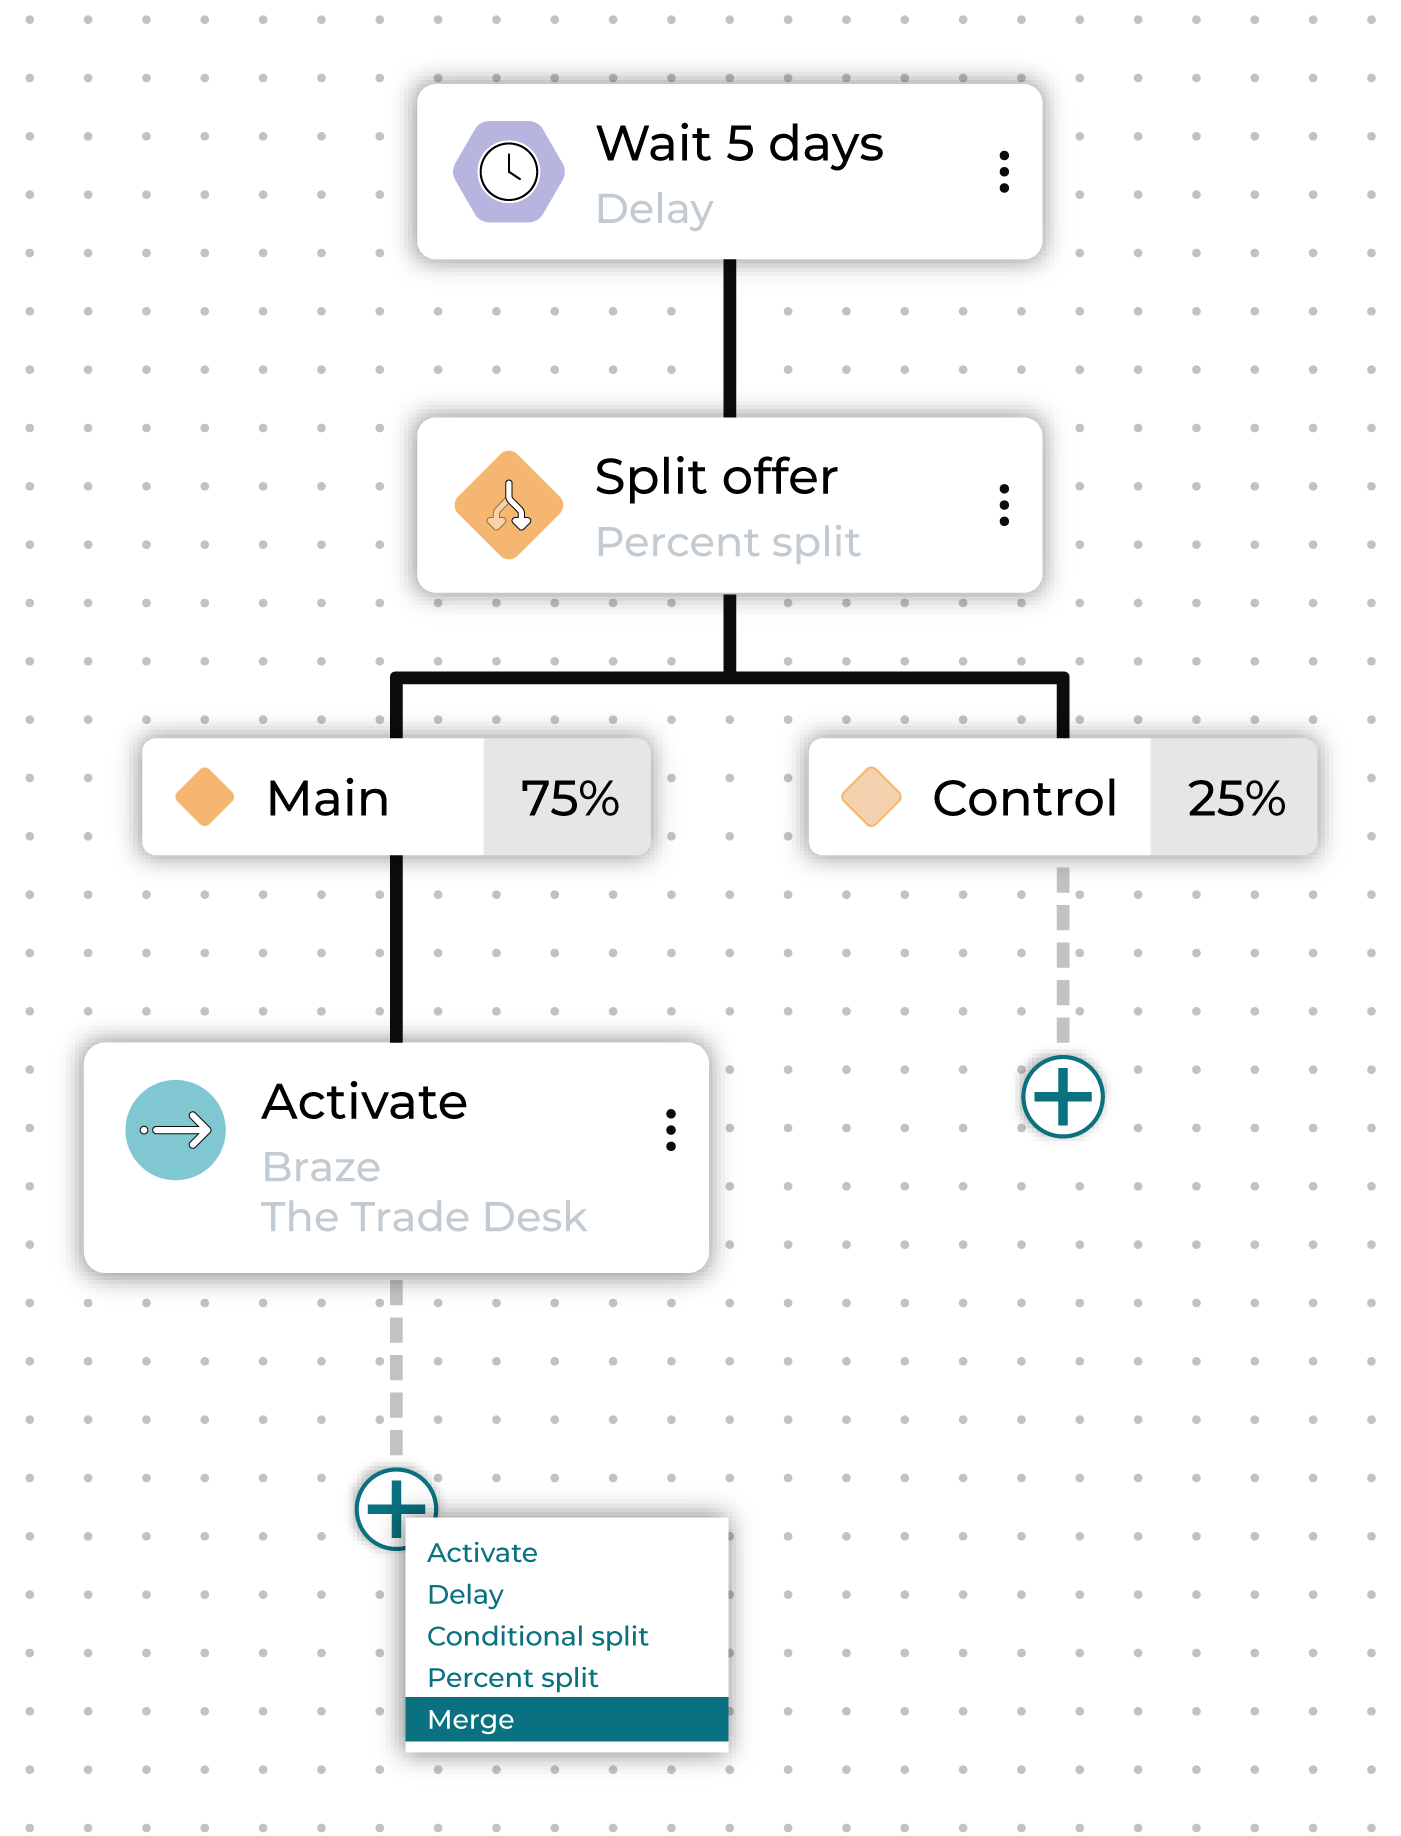 Wait 5 days
Delay
Split offer
Percent split
Main 75%
Control 25%
Activate
Braze
The Trade Desk
Activate
Delay
Conditional split
Percent split
Merge